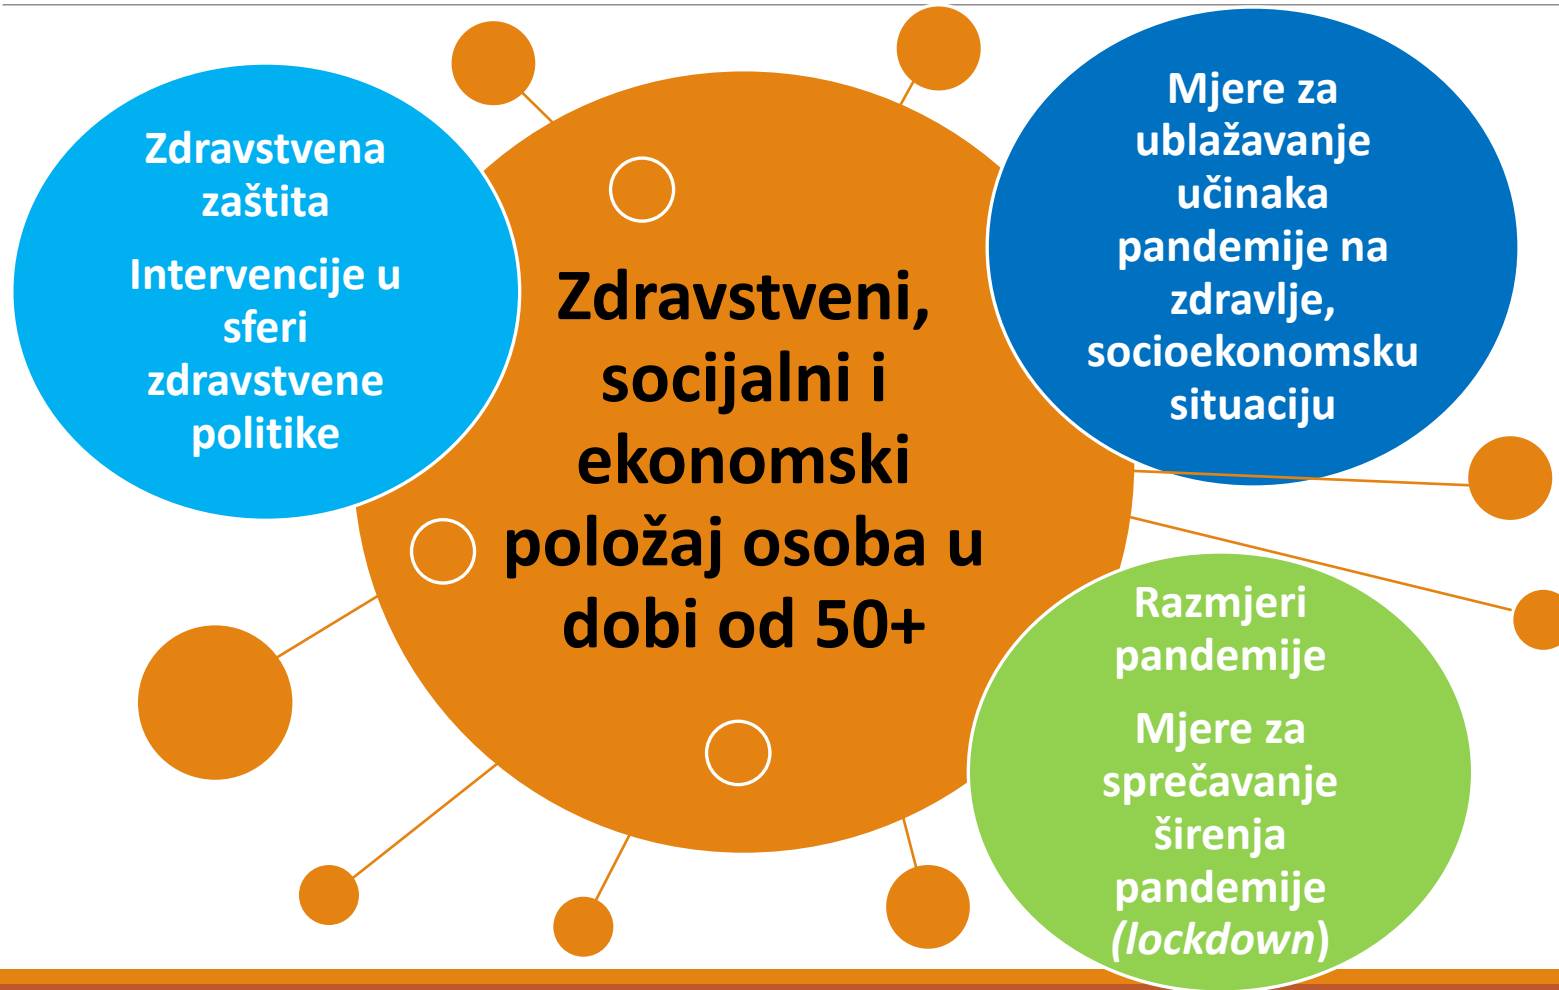 Zdravstvena
zaštita
Intervencije u
sferi
zdravstvene
politike
Zdravstveni,
socijalni i
ekonomski
položaj osoba u
dobi od 50+
Mjere za
ublažavanje
učinaka
pandemije na
zdravlje,
socioekonomsku
situaciju
Razmjeri
pandemije
Mjere za
sprečavanje
širenja
pandemije
(lockdown)